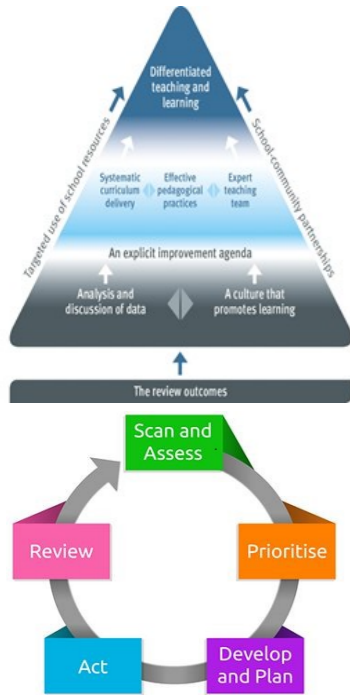 Differentiated
teaching and
learning
Targeted use of school resources
School-community partnerships
Systematic
curriculum
delivery
Effective
pedagogical
practices
Expert
teaching
team
An explicit improvement agenda
Analysis and
discussion of data
A culture that
promotes learning
The review outcomes
Scan and
Assess
Prioritise
Develop
and Plan
Act
Review